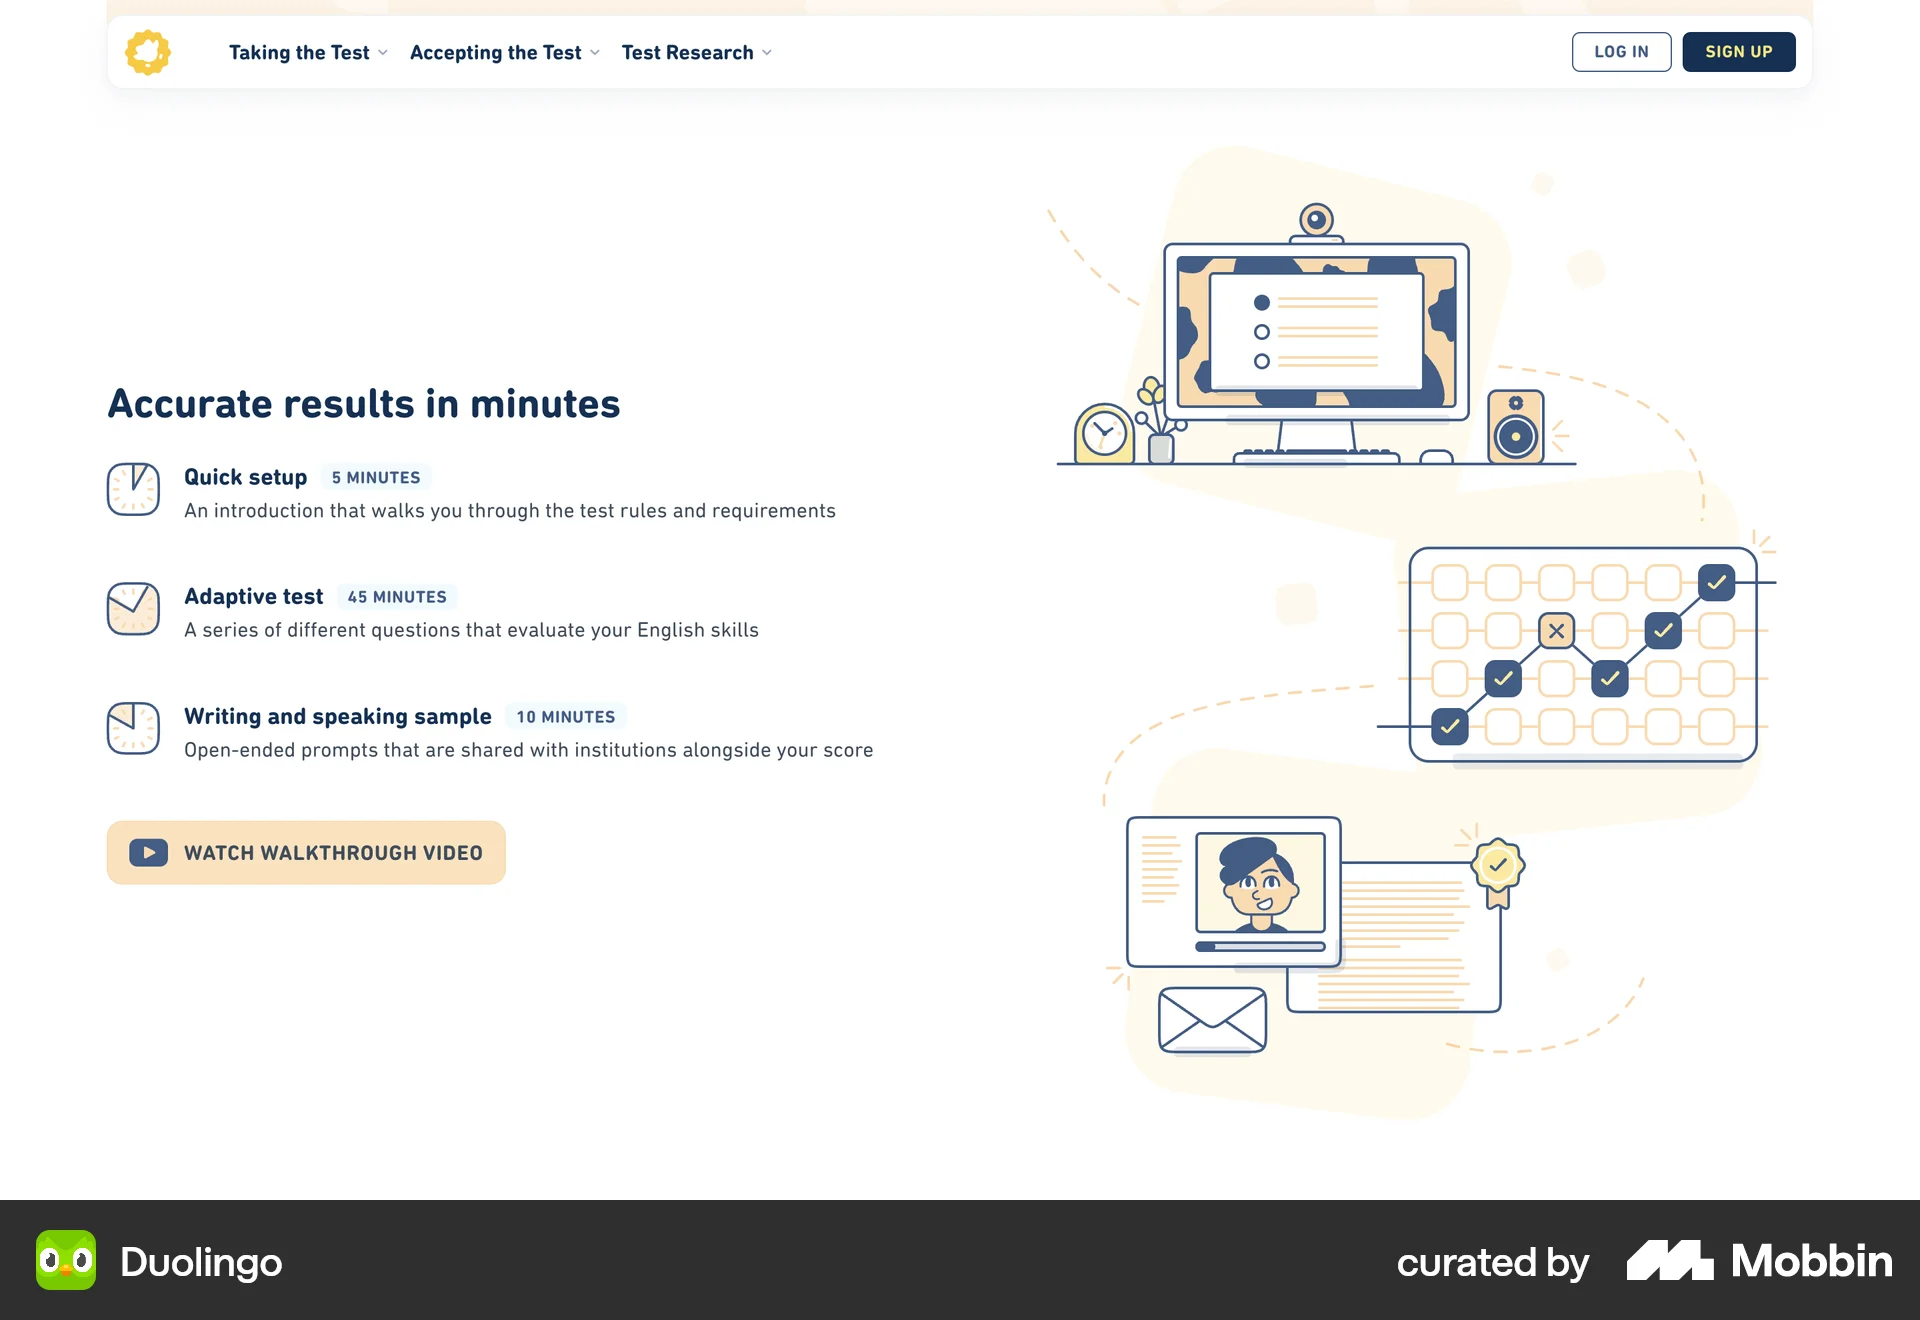 Taking the Test
Accepting the Test
Test Research
LOG IN
SIGN UP
Accurate results in minutes
Quick setup 5 MINUTES
An introduction that walks you through the test rules and requirements
Adaptive test 45 MINUTES
A series of different questions that evaluate your English skills
Writing and speaking sample 10 MINUTES
Open-ended prompts that are shared with institutions alongside your score
WATCH WALKTHROUGH VIDEO
Duolingo
curated by Mobbin